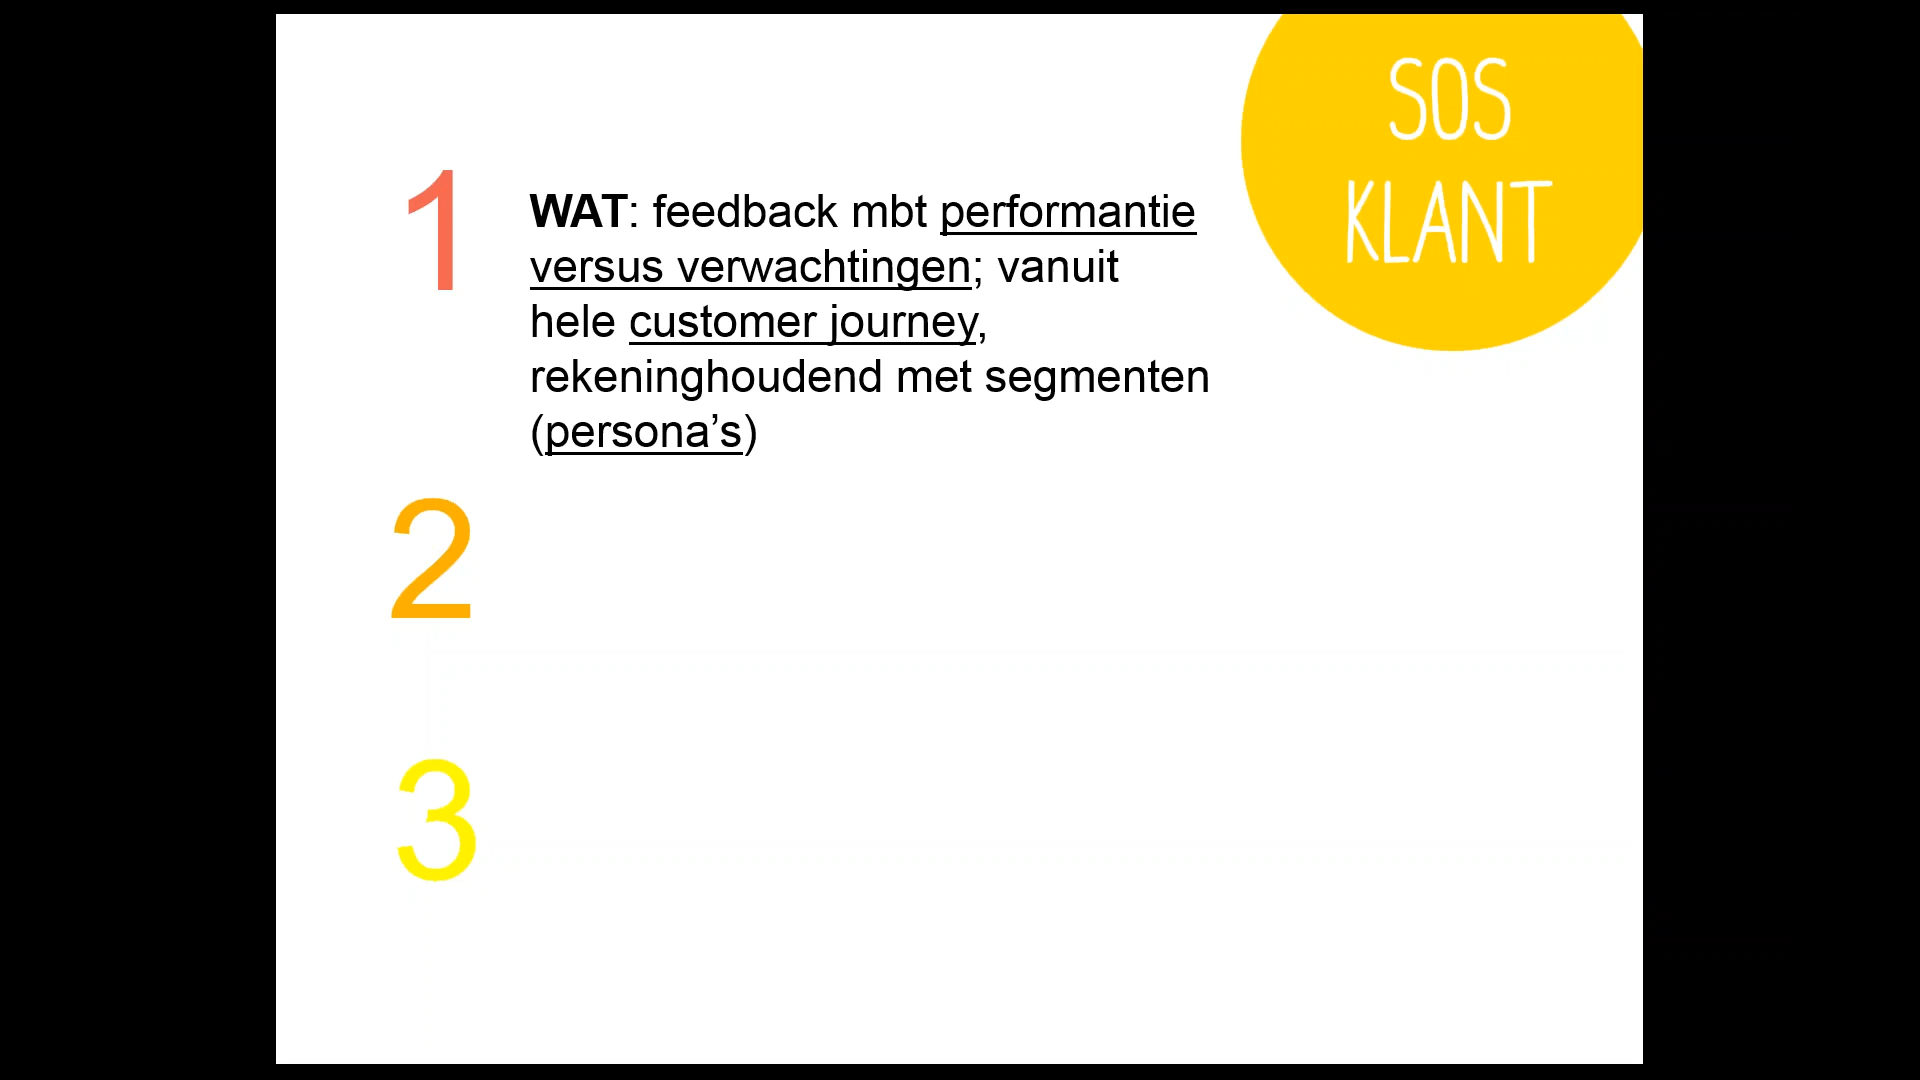 SOS
KLANT
1
WAT: feedback mbt performantie
versus verwachtingen; vanuit
hele customer journey,
rekeninghoudend met segmenten
(persona’s)
2
3